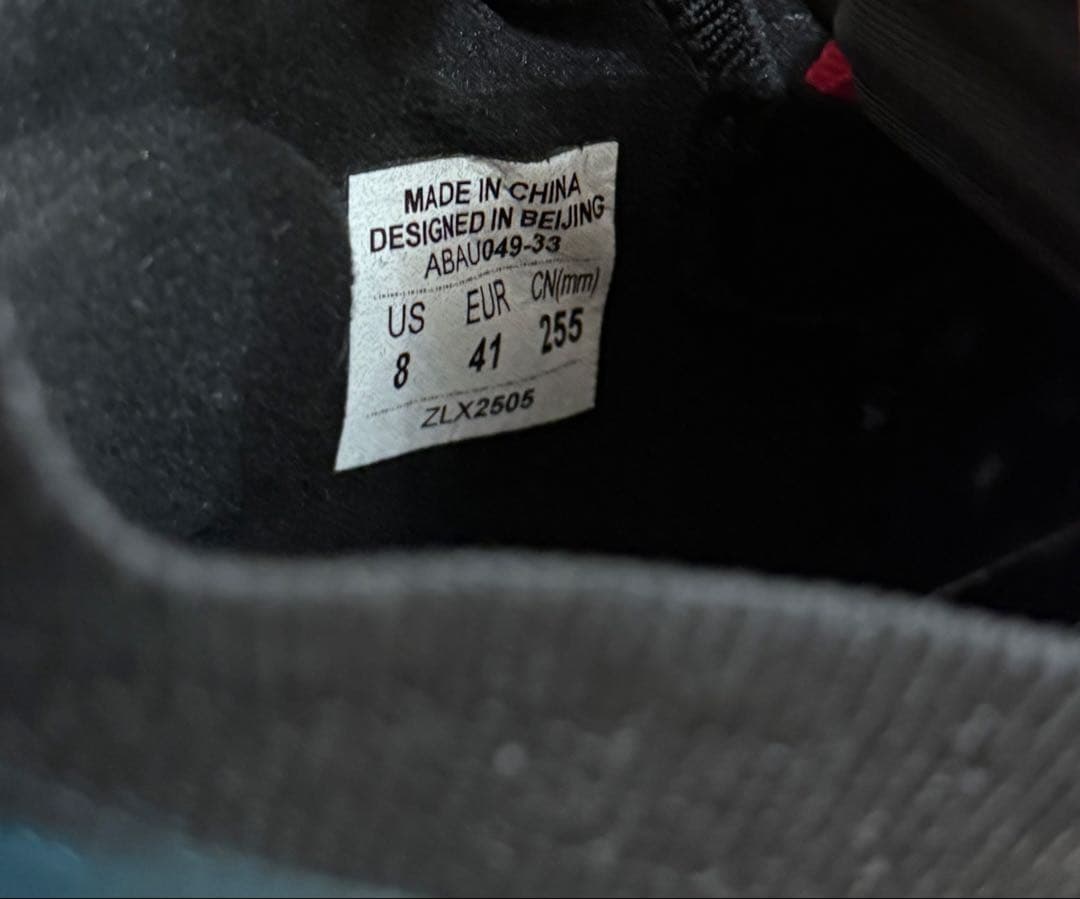 MADE IN CHINA
DESIGNED IN BEIJING
ABAU049-33
US EUR CN(mm)
8 41 255
ZLX2505